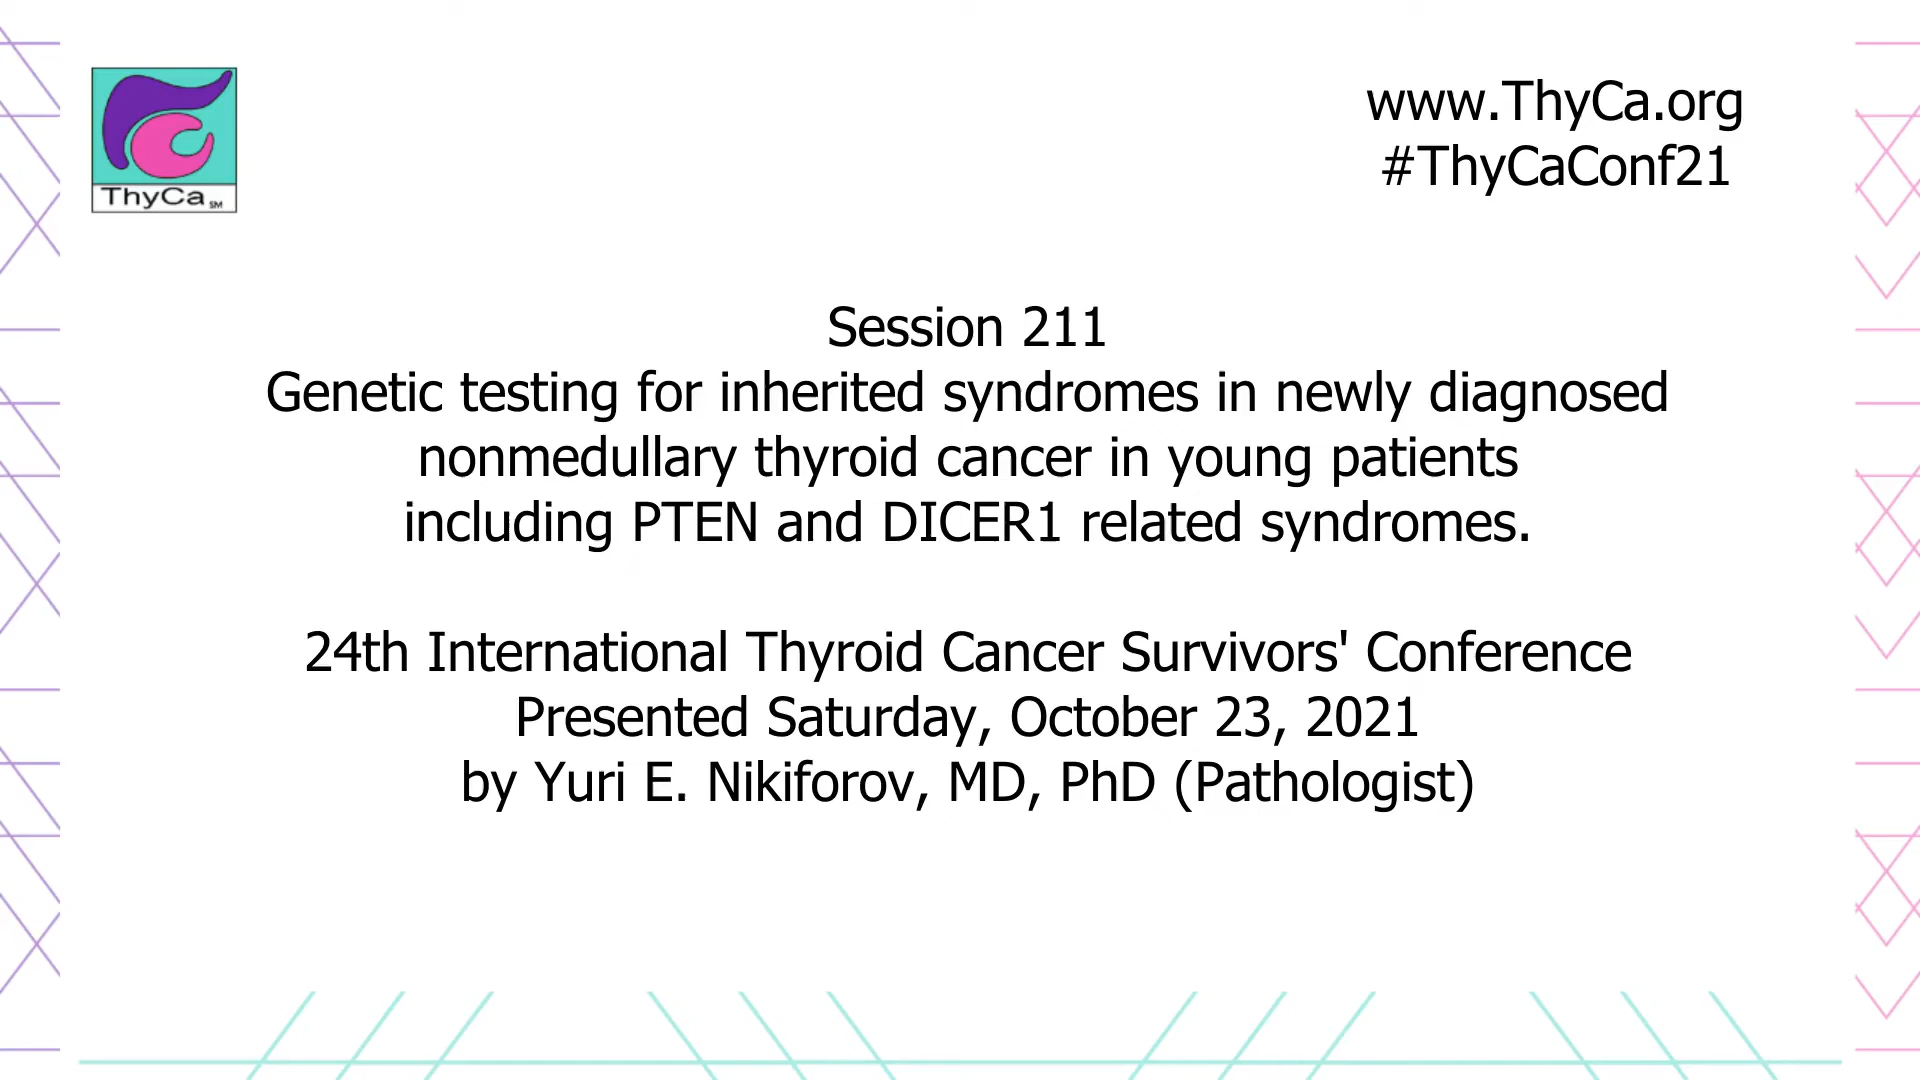 ThyCa SM
www.ThyCa.org
#ThyCaConf21
Session 211
Genetic testing for inherited syndromes in newly diagnosed
nonmedullary thyroid cancer in young patients
including PTEN and DICER1 related syndromes.
24th International Thyroid Cancer Survivors' Conference
Presented Saturday, October 23, 2021
by Yuri E. Nikiforov, MD, PhD (Pathologist)